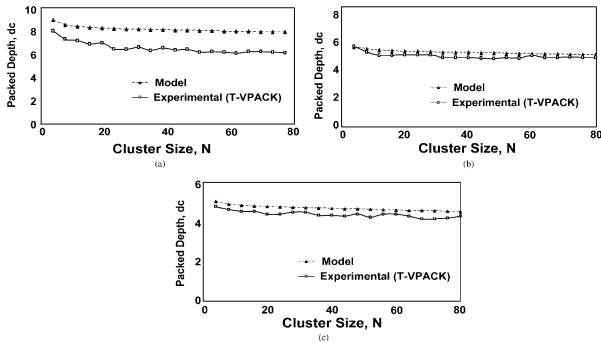 10
8
6
4
2
0
Packed Depth, dc
Model
Experimental (T-VPACK)
0 20 40 60 80
Cluster Size, N
(a)
8
6
4
2
0
Packed Depth, dc
Model
Experimental (T-VPACK)
0 20 40 60 80
Cluster Size, N
(b)
6
4
2
0
Packed Depth, dc
Model
Experimental (T-VPACK)
0 20 40 60 80
Cluster Size, N
(c)